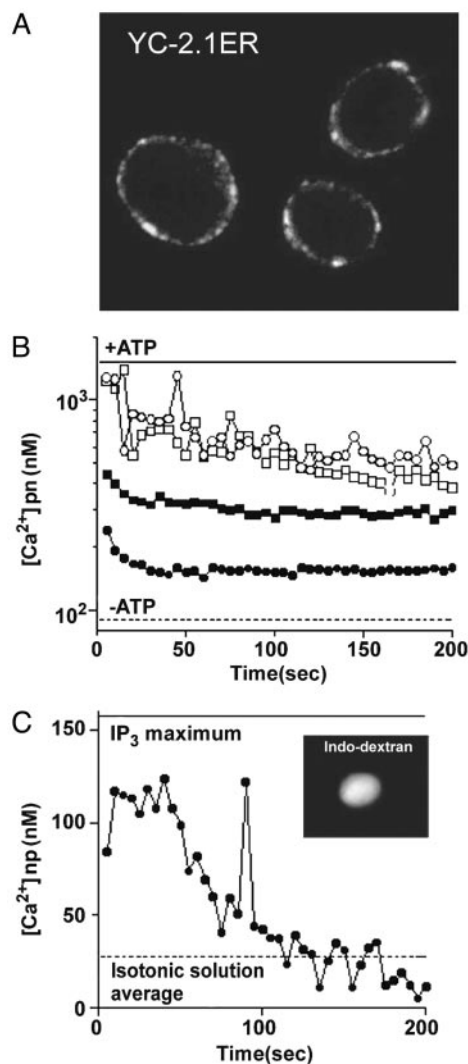 A
YC-2.1ER
B
+ATP
10³
10²
[Ca²⁺]pn (nM)
-ATP
0 50 100 150 200
Time(sec)
C
150
100
50
0
[Ca²⁺]np (nM)
IP₃ maximum
Indo-dextran
Isotonic solution
average
0 100 200
Time(sec)